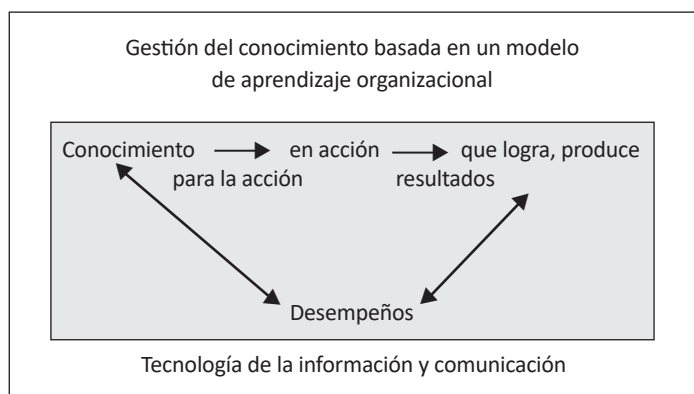 Gestión del conocimiento basada en un modelo
de aprendizaje organizacional
Conocimiento en acción que logra, produce
para la acción resultados
Desempeños
Tecnología de la información y comunicación